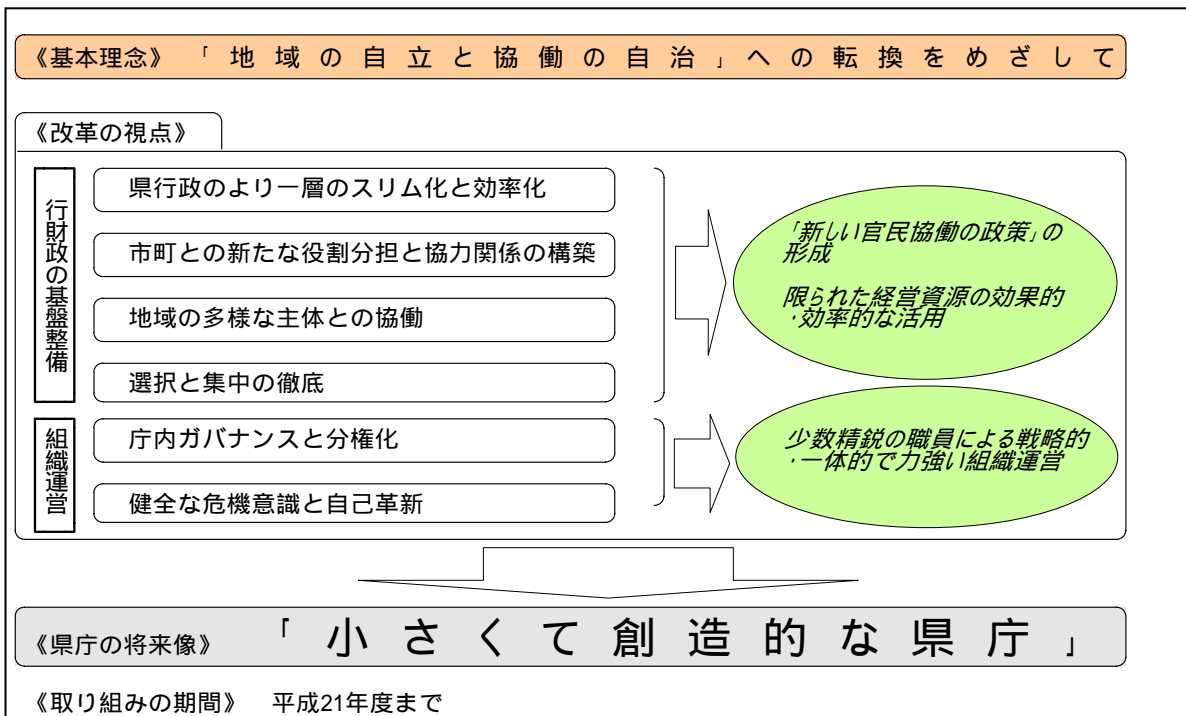 《基本理念》 「地域の自立と協働の自治」への転換をめざして
《改革の視点》
行財政の基盤整備
県行政のより一層のスリム化と効率化
市町との新たな役割分担と協力関係の構築
地域の多様な主体との協働
選択と集中の徹底
「新しい官民協働の政策」の
形成
限られた経営資源の効果的
・効率的な活用
組織運営
庁内ガバナンスと分権化
健全な危機意識と自己革新
少数精鋭の職員による戦略的
・一体的で力強い組織運営
《県庁の将来像》 「小さくて創造的な県庁」
《取り組みの期間》 平成21年度まで